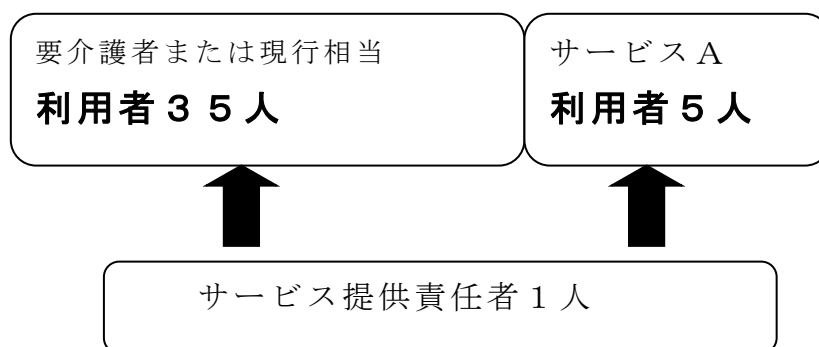 要介護者または現行相当
利用者３５人
サービスＡ
利用者５人
サービス提供責任者１人